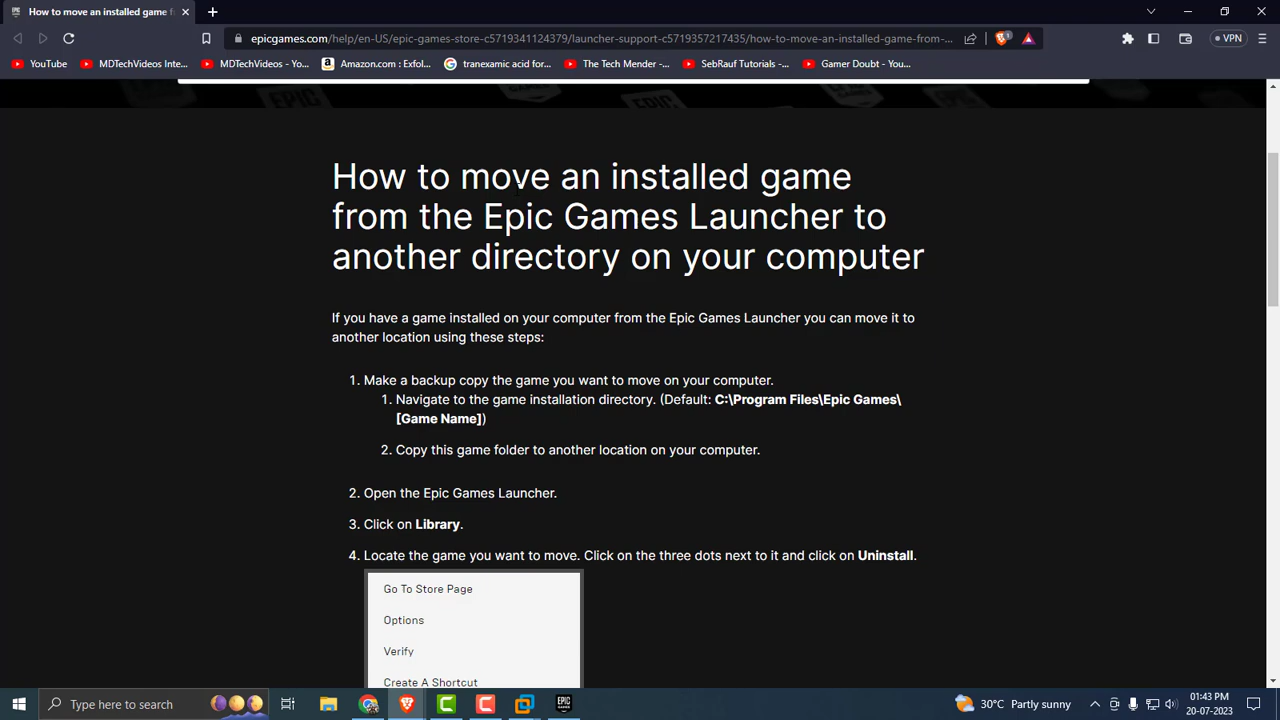 How to move an installed game f
epicgames.com/help/en-US/epic-games-store-c5719341124379/launcher-support-c5719357217435/how-to-move-an-installed-game-from-...
1
VPN
YouTube
MDTechVideos Inte...
MDTechVideos - Yo...
Amazon.com : Exfol...
tranexamic acid for...
The Tech Mender -...
SebRauf Tutorials -...
Gamer Doubt - You...
EPIC
How to move an installed game
from the Epic Games Launcher to
another directory on your computer
If you have a game installed on your computer from the Epic Games Launcher you can move it to
another location using these steps:
1. Make a backup copy the game you want to move on your computer.
1. Navigate to the game installation directory. (Default: C:\Program Files\Epic Games\
[Game Name])
2. Copy this game folder to another location on your computer.
2. Open the Epic Games Launcher.
3. Click on Library.
4. Locate the game you want to move. Click on the three dots next to it and click on Uninstall.
Go To Store Page
Options
Verify
Create A Shortcut
Type here to search
EPIC
30°C Partly sunny
01:43 PM
20-07-2023